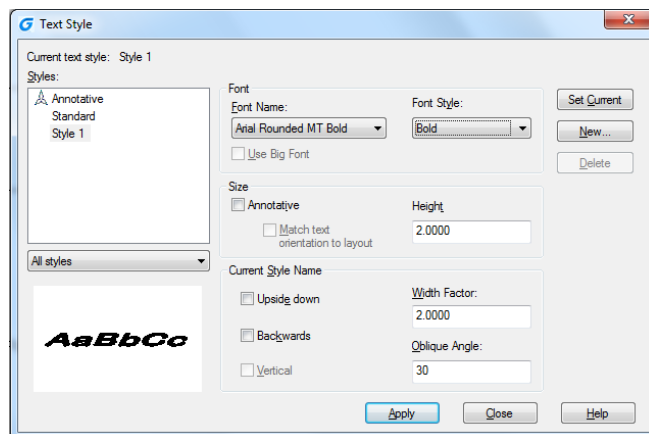 Text Style
Current text style: Style 1
Styles:
Annotative
Standard
Style 1
All styles
AaBbCc
Font
Font Name:
Arial Rounded MT Bold
Use Big Font
Font Style:
Bold
Size
Annotative
Match text
orientation to layout
Height
2.0000
Current Style Name
Upside down
Backwards
Vertical
Width Factor:
2.0000
Oblique Angle:
30
Set Current
New...
Delete
Apply
Close
Help